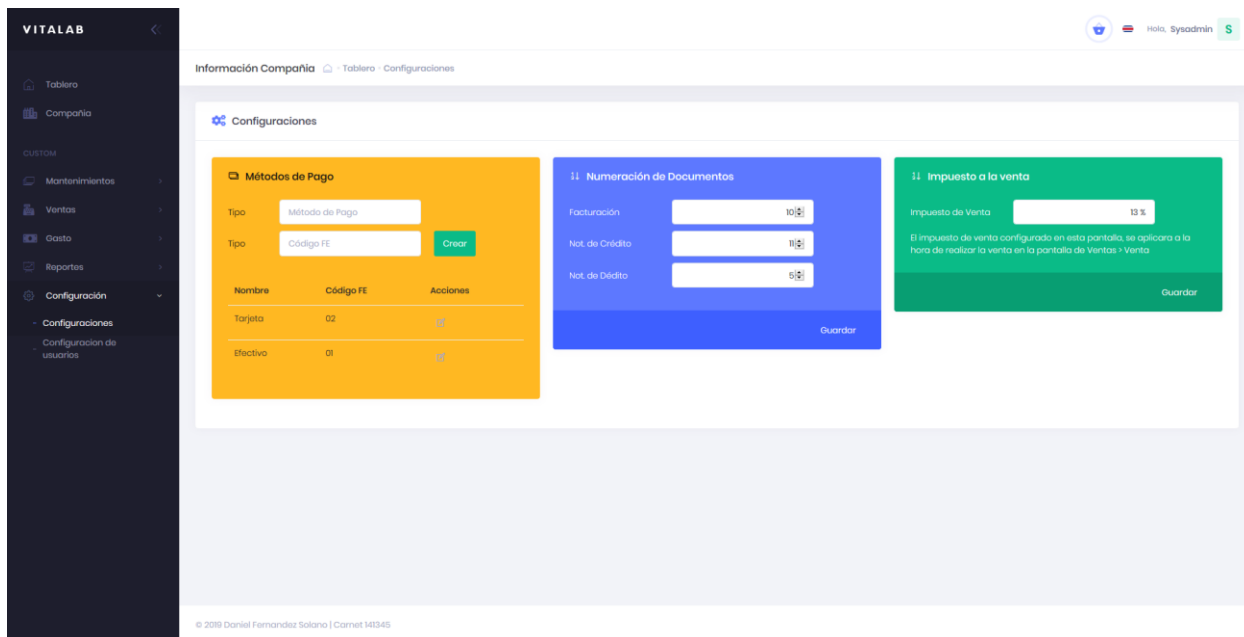 VITALAB
Hola, Sysadmin S
Información Compañia - Tablero - Configuraciones
Tablero
Compañia
CUSTOM
Mantenimientos
Ventas
Gasto
Reportes
Configuración
- Configuraciones
- Configuracion de
usuarios
Configuraciones
Métodos de Pago
Tipo Método de Pago
Tipo Código FE Crear
Nombre Código FE Acciones
Tarjeta 02
Efectivo 01
Numeración de Documentos
Facturación 10
Not. de Crédito 11
Not. de Dédito 5
Guardar
Impuesto a la venta
Impuesto de Venta 13 %
El impuesto de venta configurado en esta pantalla, se aplicara a la
hora de realizar la venta en la pantalla de Ventas > Venta
Guardar
© 2019 Daniel Fernandez Solano | Carnet 141345